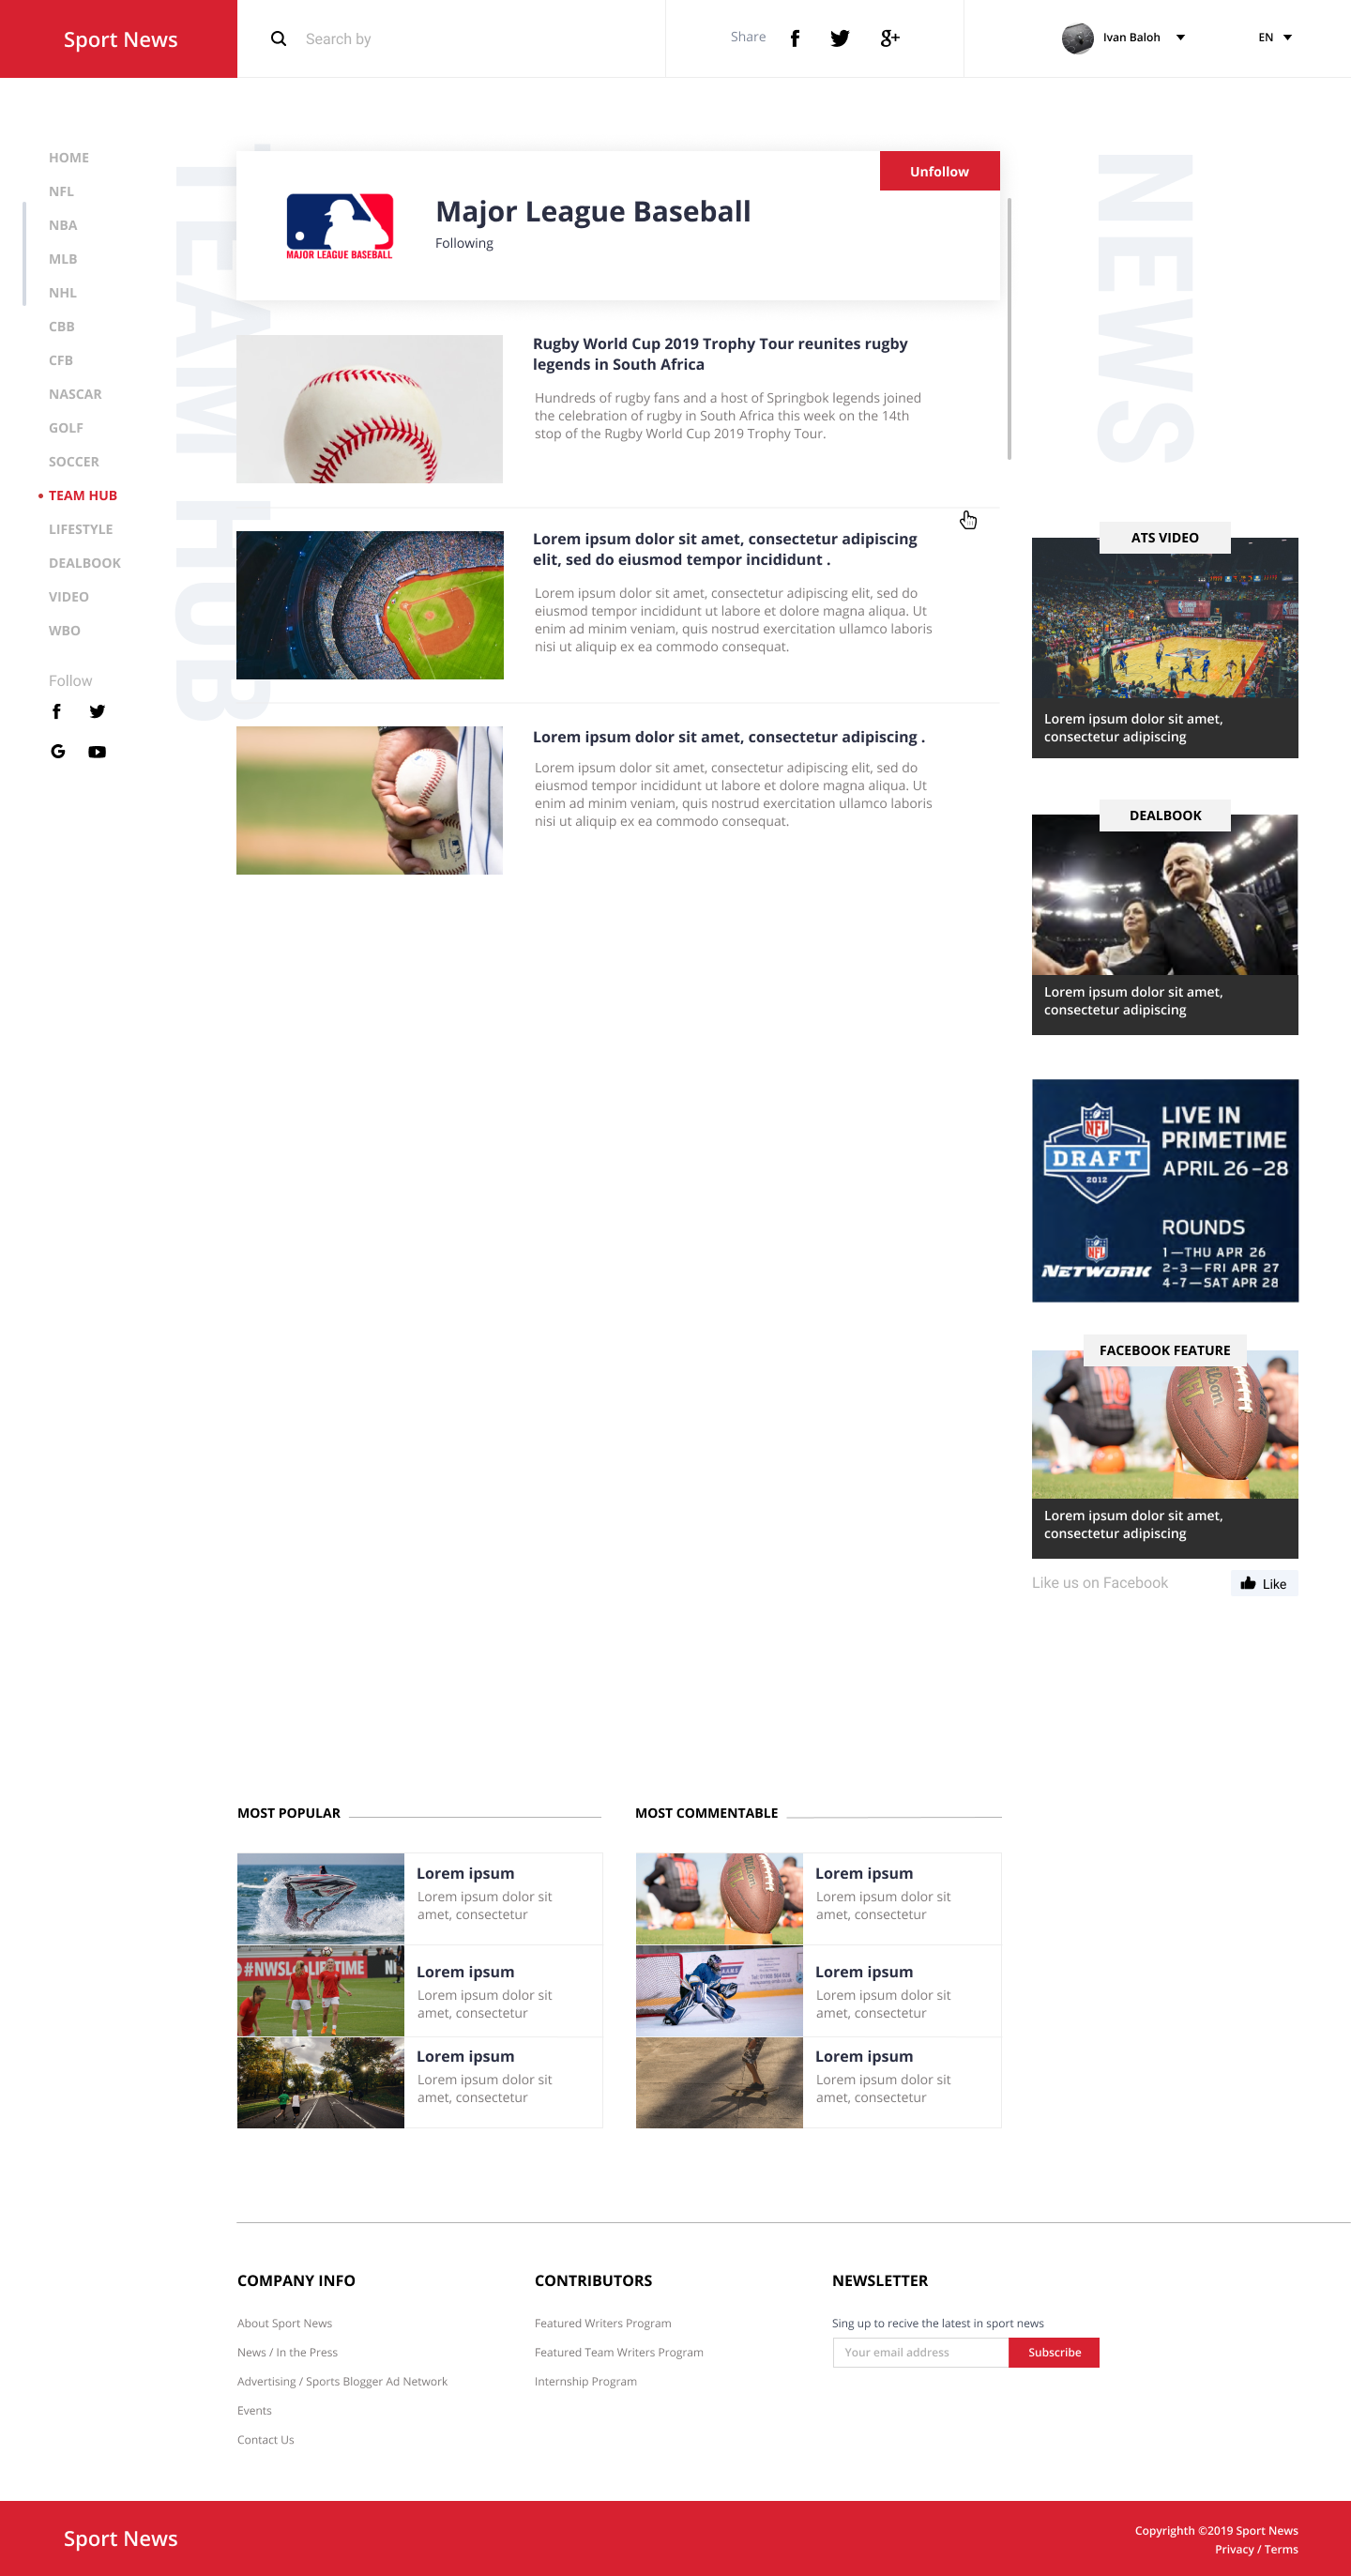 Sport News
Search by
Share
Ivan Baloh
EN
HOME
NFL
NBA
MLB
NHL
CBB
CFB
NASCAR
GOLF
SOCCER
TEAM HUB
LIFESTYLE
DEALBOOK
VIDEO
WBO
Follow
TEAM HUB
Unfollow
MAJOR LEAGUE BASEBALL
Major League Baseball
Following
Rugby World Cup 2019 Trophy Tour reunites rugby
legends in South Africa
Hundreds of rugby fans and a host of Springbok legends joined
the celebration of rugby in South Africa this week on the 14th
stop of the Rugby World Cup 2019 Trophy Tour.
Lorem ipsum dolor sit amet, consectetur adipiscing
elit, sed do eiusmod tempor incididunt .
Lorem ipsum dolor sit amet, consectetur adipiscing elit, sed do
eiusmod tempor incididunt ut labore et dolore magna aliqua. Ut
enim ad minim veniam, quis nostrud exercitation ullamco laboris
nisi ut aliquip ex ea commodo consequat.
Lorem ipsum dolor sit amet, consectetur adipiscing .
Lorem ipsum dolor sit amet, consectetur adipiscing elit, sed do
eiusmod tempor incididunt ut labore et dolore magna aliqua. Ut
enim ad minim veniam, quis nostrud exercitation ullamco laboris
nisi ut aliquip ex ea commodo consequat.
NEWS
ATS VIDEO
Lorem ipsum dolor sit amet,
consectetur adipiscing
DEALBOOK
Lorem ipsum dolor sit amet,
consectetur adipiscing
NFL
DRAFT
2012
LIVE IN
PRIMETIME
APRIL 26-28
NFL
NETWORK
ROUNDS
1—THU APR 26
2-3—FRI APR 27
4-7—SAT APR 28
FACEBOOK FEATURE
Wilson
NFL
Lorem ipsum dolor sit amet,
consectetur adipiscing
Like us on Facebook
Like
MOST POPULAR
Lorem ipsum
Lorem ipsum dolor sit
amet, consectetur
#NWSL
LIFETIME
Lorem ipsum
Lorem ipsum dolor sit
amet, consectetur
Lorem ipsum
Lorem ipsum dolor sit
amet, consectetur
MOST COMMENTABLE
Lorem ipsum
Lorem ipsum dolor sit
amet, consectetur
Lorem ipsum
Lorem ipsum dolor sit
amet, consectetur
Lorem ipsum
Lorem ipsum dolor sit
amet, consectetur
COMPANY INFO
About Sport News
News / In the Press
Advertising / Sports Blogger Ad Network
Events
Contact Us
CONTRIBUTORS
Featured Writers Program
Featured Team Writers Program
Internship Program
NEWSLETTER
Sing up to recive the latest in sport news
Your email address
Subscribe
Sport News
Copyrighth ©2019 Sport News
Privacy / Terms